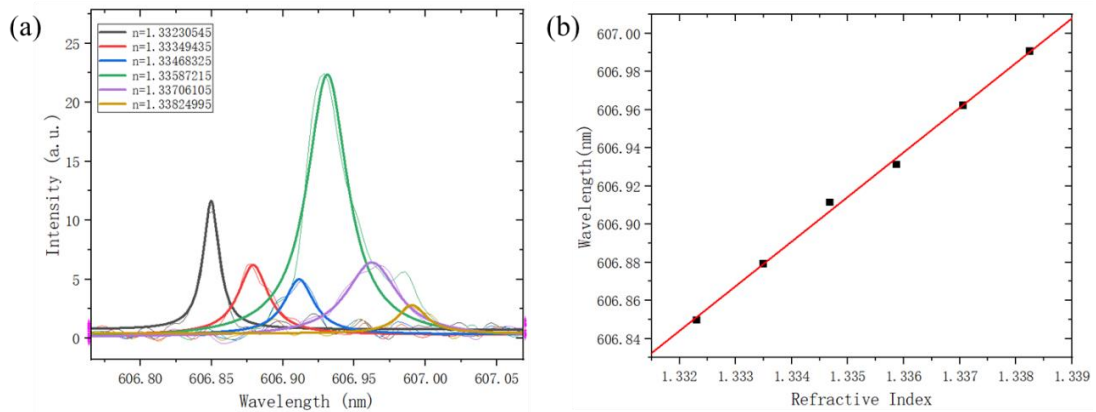 (a)
n=1.33230545
n=1.33349435
n=1.33468325
n=1.33587215
n=1.33706105
n=1.33824995
Intensity (a.u.)
25
20
15
10
5
0
606.80 606.85 606.90 606.95 607.00 607.05
Wavelength (nm)
(b)
Wavelength(nm)
607.00
606.98
606.96
606.94
606.92
606.90
606.88
606.86
606.84
1.332 1.333 1.334 1.335 1.336 1.337 1.338 1.339
Refractive Index